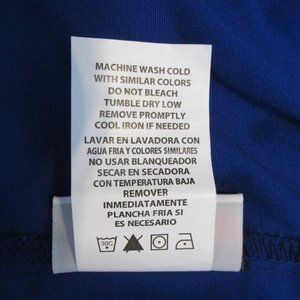 MACHINE WASH COLD
WITH SIMILAR COLORS
DO NOT BLEACH
TUMBLE DRY LOW
REMOVE PROMPTLY
COOL IRON IF NEEDED
LAVAR EN LAVADORA CON
AGUA FRIA Y COLORES SIMILARES
NO USAR BLANQUEADOR
SECAR EN SECADORA
CON TEMPERATURA BAJA
REMOVER
INMEDIATAMENTE
PLANCHA FRIA SI
ES NECESARIO
30C